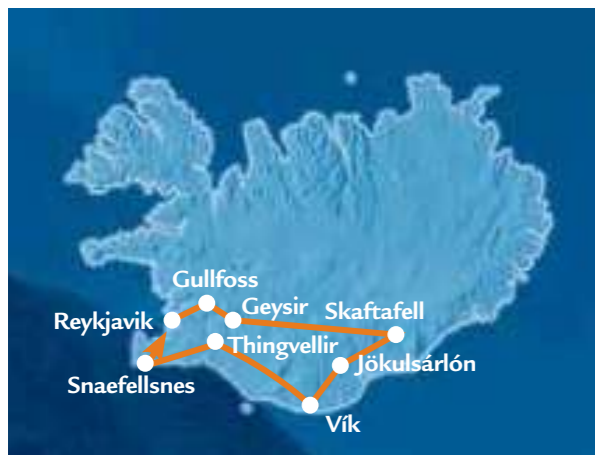 Gullfoss
Reykjavik
Geysir
Skaftafell
Thingvellir
Jökulsárlón
Snaefellsnes
Vík